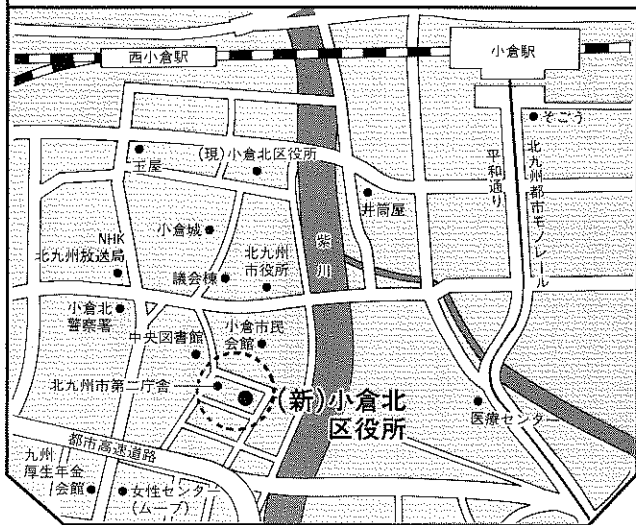 西小倉駅
小倉駅
そごう
玉屋
(現)小倉北区役所
平和通り
北九州都市モノレール
井筒屋
小倉城
紫川
NHK
北九州放送局
議会棟
北九州
市役所
小倉北
警察署
中央図書館
小倉市民
会館
北九州市第二庁舎
(新)小倉北
区役所
医療センター
都市高速道路
九州
厚生年金
会館
女性センター
(ムーブ)